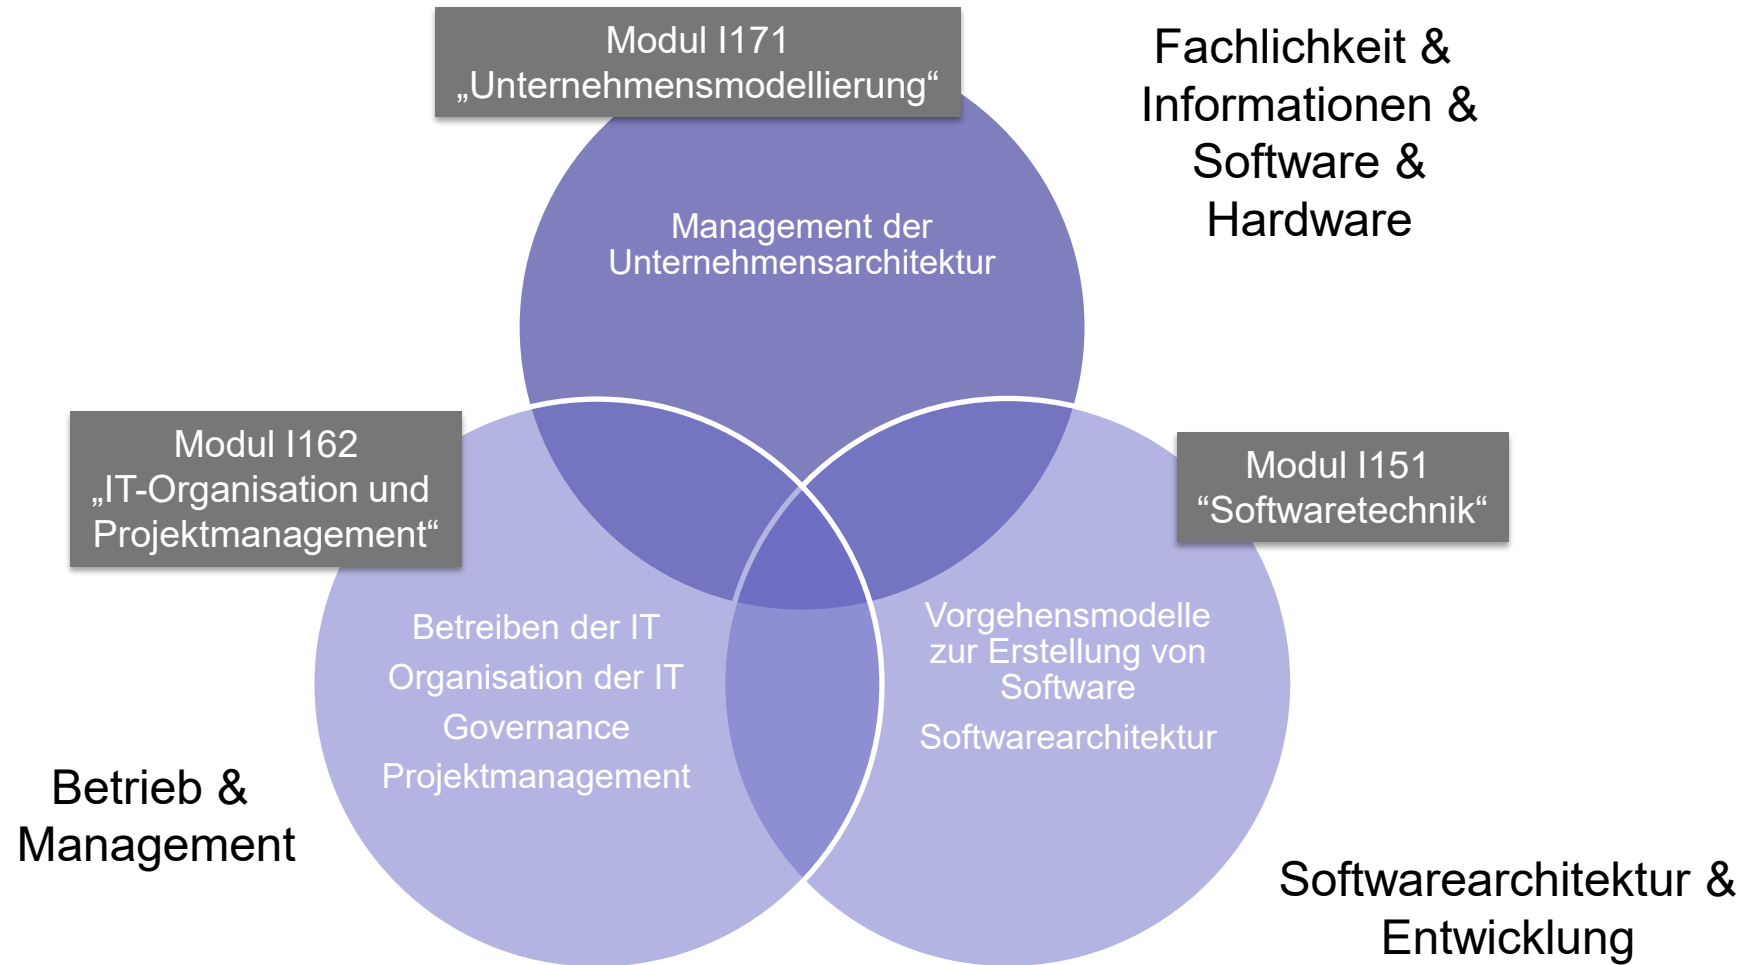 Modul I171
„Unternehmensmodellierung“
Fachlichkeit &
Informationen &
Software &
Hardware
Management der
Unternehmensarchitektur
Modul I162
„IT-Organisation und
Projektmanagement“
Modul I151
“Softwaretechnik“
Betreiben der IT
Organisation der IT
Governance
Projektmanagement
Vorgehensmodelle
zur Erstellung von
Software
Softwarearchitektur
Betrieb &
Management
Softwarearchitektur &
Entwicklung